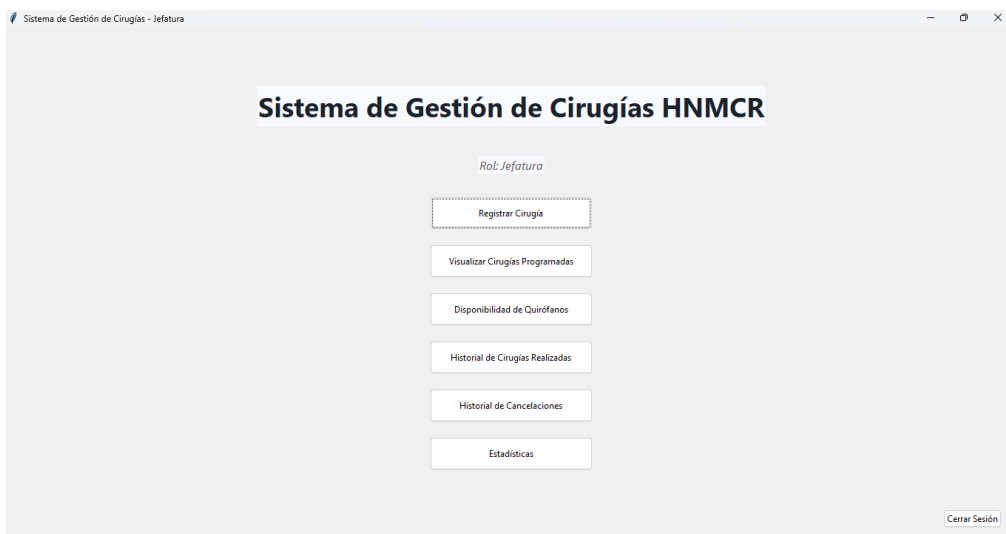 Sistema de Gestión de Cirugías - Jefatura
Sistema de Gestión de Cirugías HNMCR
Rol: Jefatura
Registrar Cirugía
Visualizar Cirugías Programadas
Disponibilidad de Quirófanos
Historial de Cirugías Realizadas
Historial de Cancelaciones
Estadísticas
Cerrar Sesión